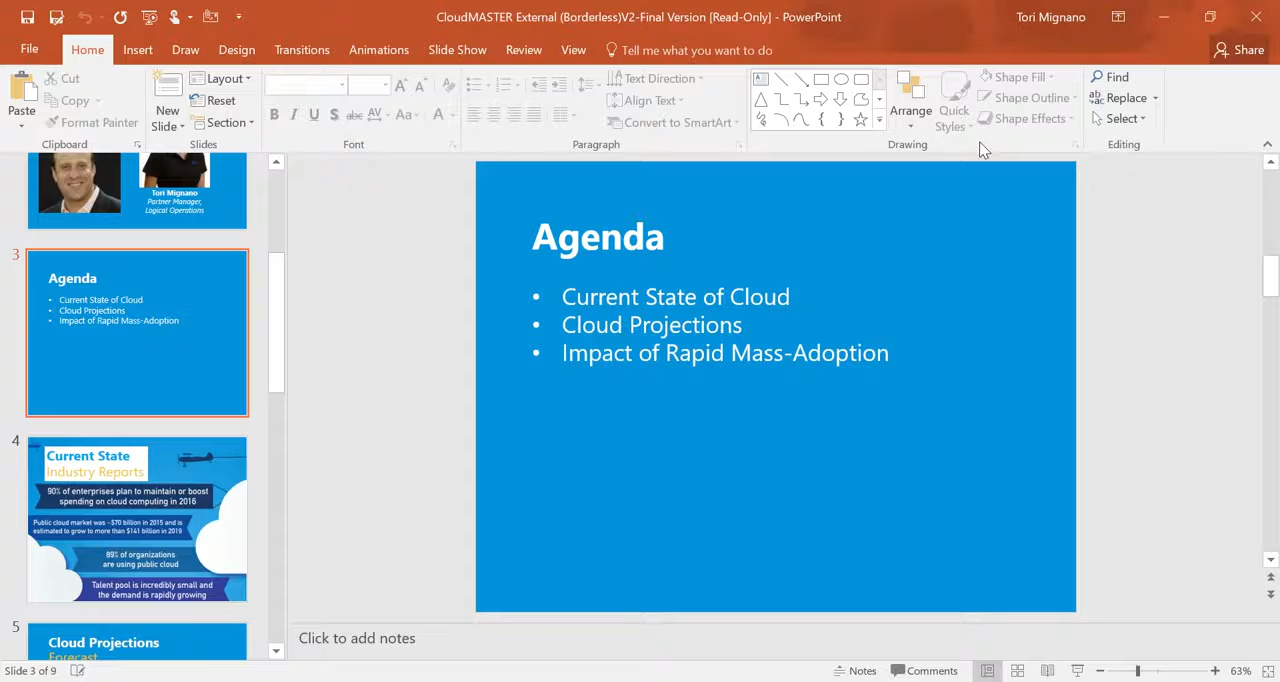 CloudMASTER External (Borderless)V2-Final Version [Read-Only] - PowerPoint
Tori Mignano
File Home Insert Draw Design Transitions Animations Slide Show Review View Tell me what you want to do
Share
Paste
Cut
Copy
Format Painter
Clipboard
New
Slide
Layout
Reset
Section
Slides
B I U S abc AV Aa A
Font
Text Direction
Align Text
Convert to SmartArt
Paragraph
Arrange
Quick
Styles
Shape Fill
Shape Outline
Shape Effects
Drawing
Find
Replace
Select
Editing
Tori Mignano
Partner Manager,
Logical Operations
3
Agenda
• Current State of Cloud
• Cloud Projections
• Impact of Rapid Mass-Adoption
4
Current State
Industry Reports
90% of enterprises plan to maintain or boost
spending on cloud computing in 2016
Public cloud market was ~$70 billion in 2015 and is
estimated to grow to more than $141 billion in 2019
89% of organizations
are using public cloud
Talent pool is incredibly small and
the demand is rapidly growing
5
Cloud Projections
Forecast
Agenda
• Current State of Cloud
• Cloud Projections
• Impact of Rapid Mass-Adoption
Click to add notes
Slide 3 of 9
Notes
Comments
63%